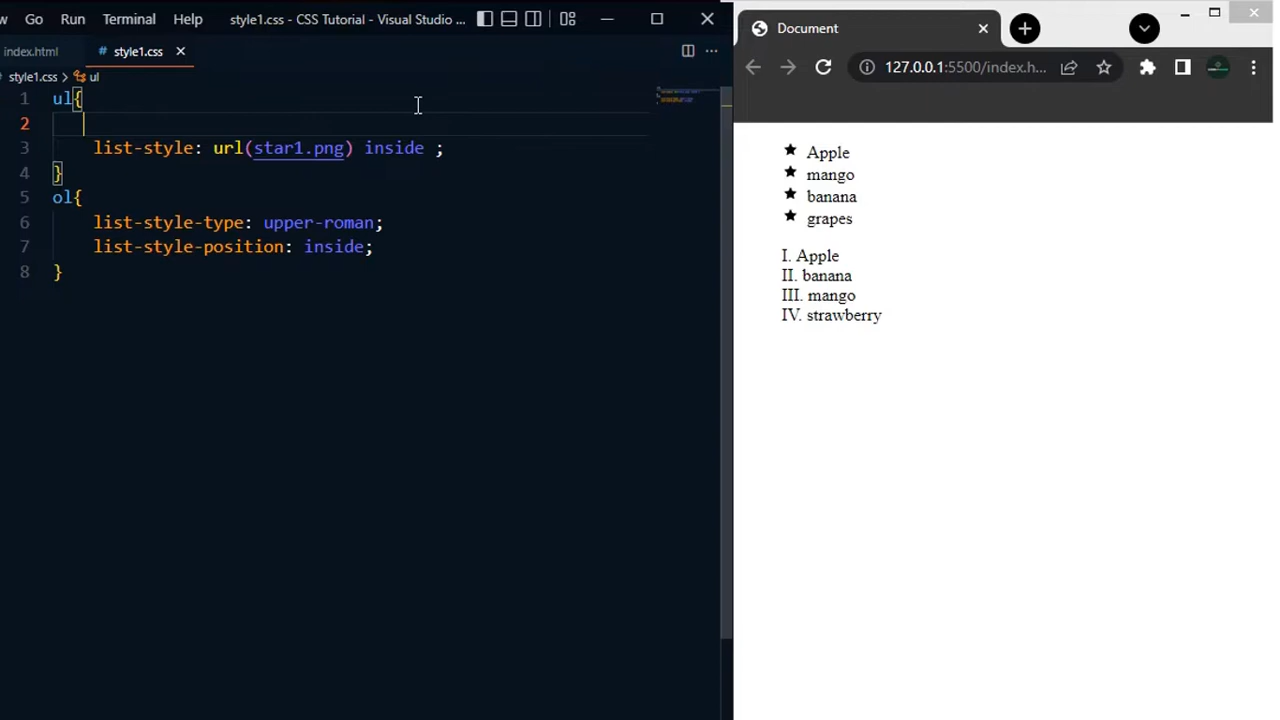 w Go Run Terminal Help style1.css - CSS Tutorial - Visual Studio ...
index.html # style1.css
style1.css > ul
1 ul{
2
3 list-style: url(star1.png) inside ;
4 }
5 ol{
6 list-style-type: upper-roman;
7 list-style-position: inside;
8 }
Document
127.0.0.1:5500/index.h...
★ Apple
★ mango
★ banana
★ grapes
I. Apple
II. banana
III. mango
IV. strawberry